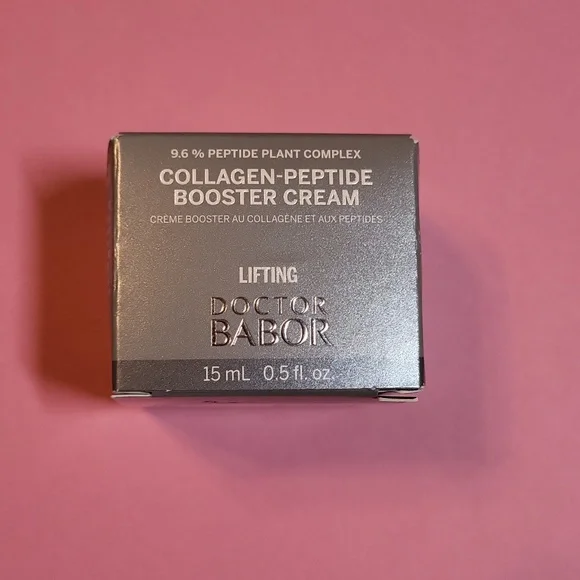 9.6 % PEPTIDE PLANT COMPLEX
COLLAGEN-PEPTIDE
BOOSTER CREAM
CRÈME BOOSTER AU COLLAGÈNE ET AUX PEPTIDES
LIFTING
DOCTOR
BABOR
15 mL 0.5 fl. oz.